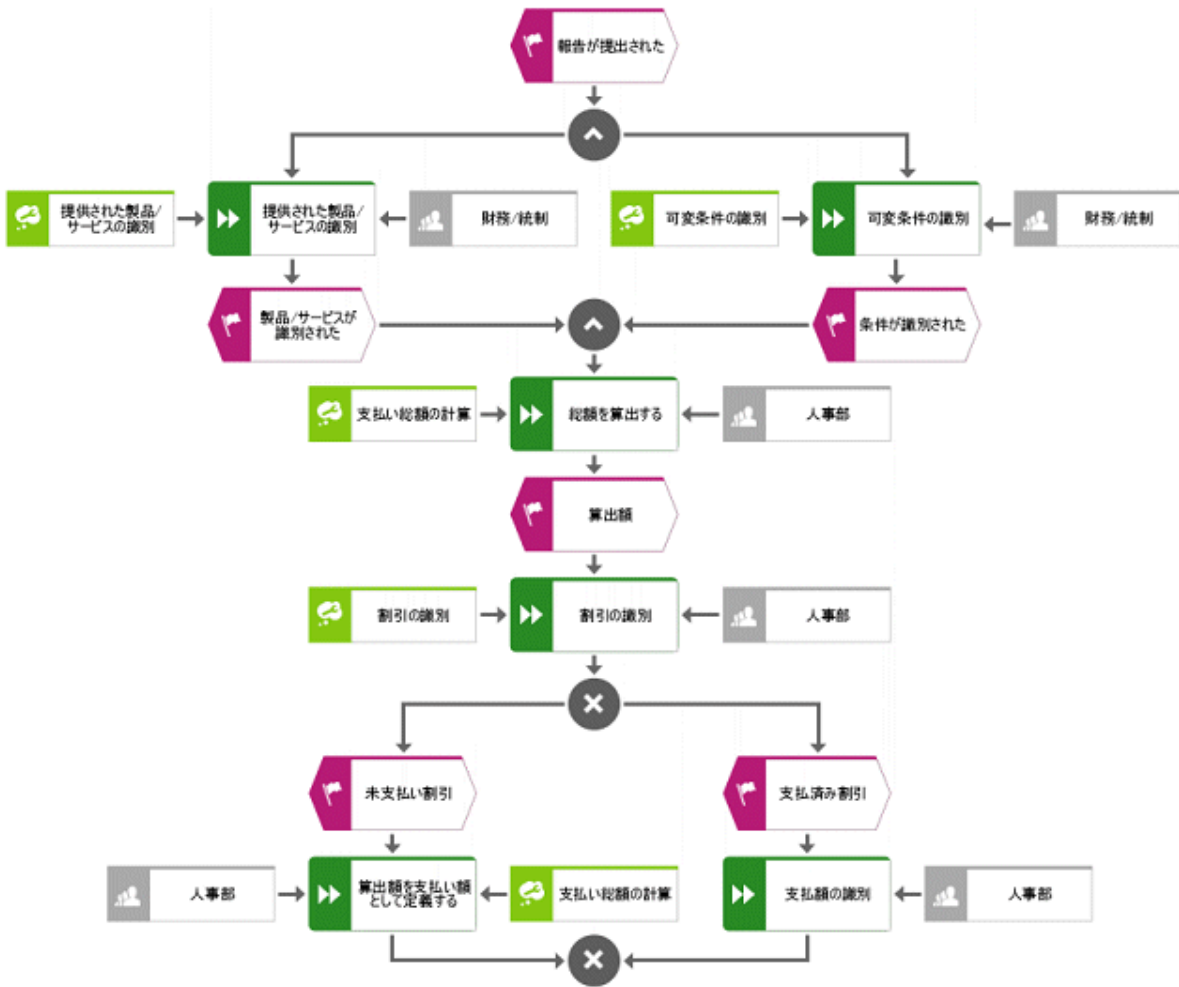 報告が提出された
提供された製品/
サービスの識別
提供された製品/
サービスの識別
財務/統制
可変条件の識別
可変条件の識別
財務/統制
製品/サービスが
識別された
条件が識別された
支払い総額の計算
総額を算出する
人事部
算出額
割引の識別
割引の識別
人事部
未支払い割引
支払済み割引
人事部
算出額を支払い額
として定義する
支払い総額の計算
支払額の識別
人事部